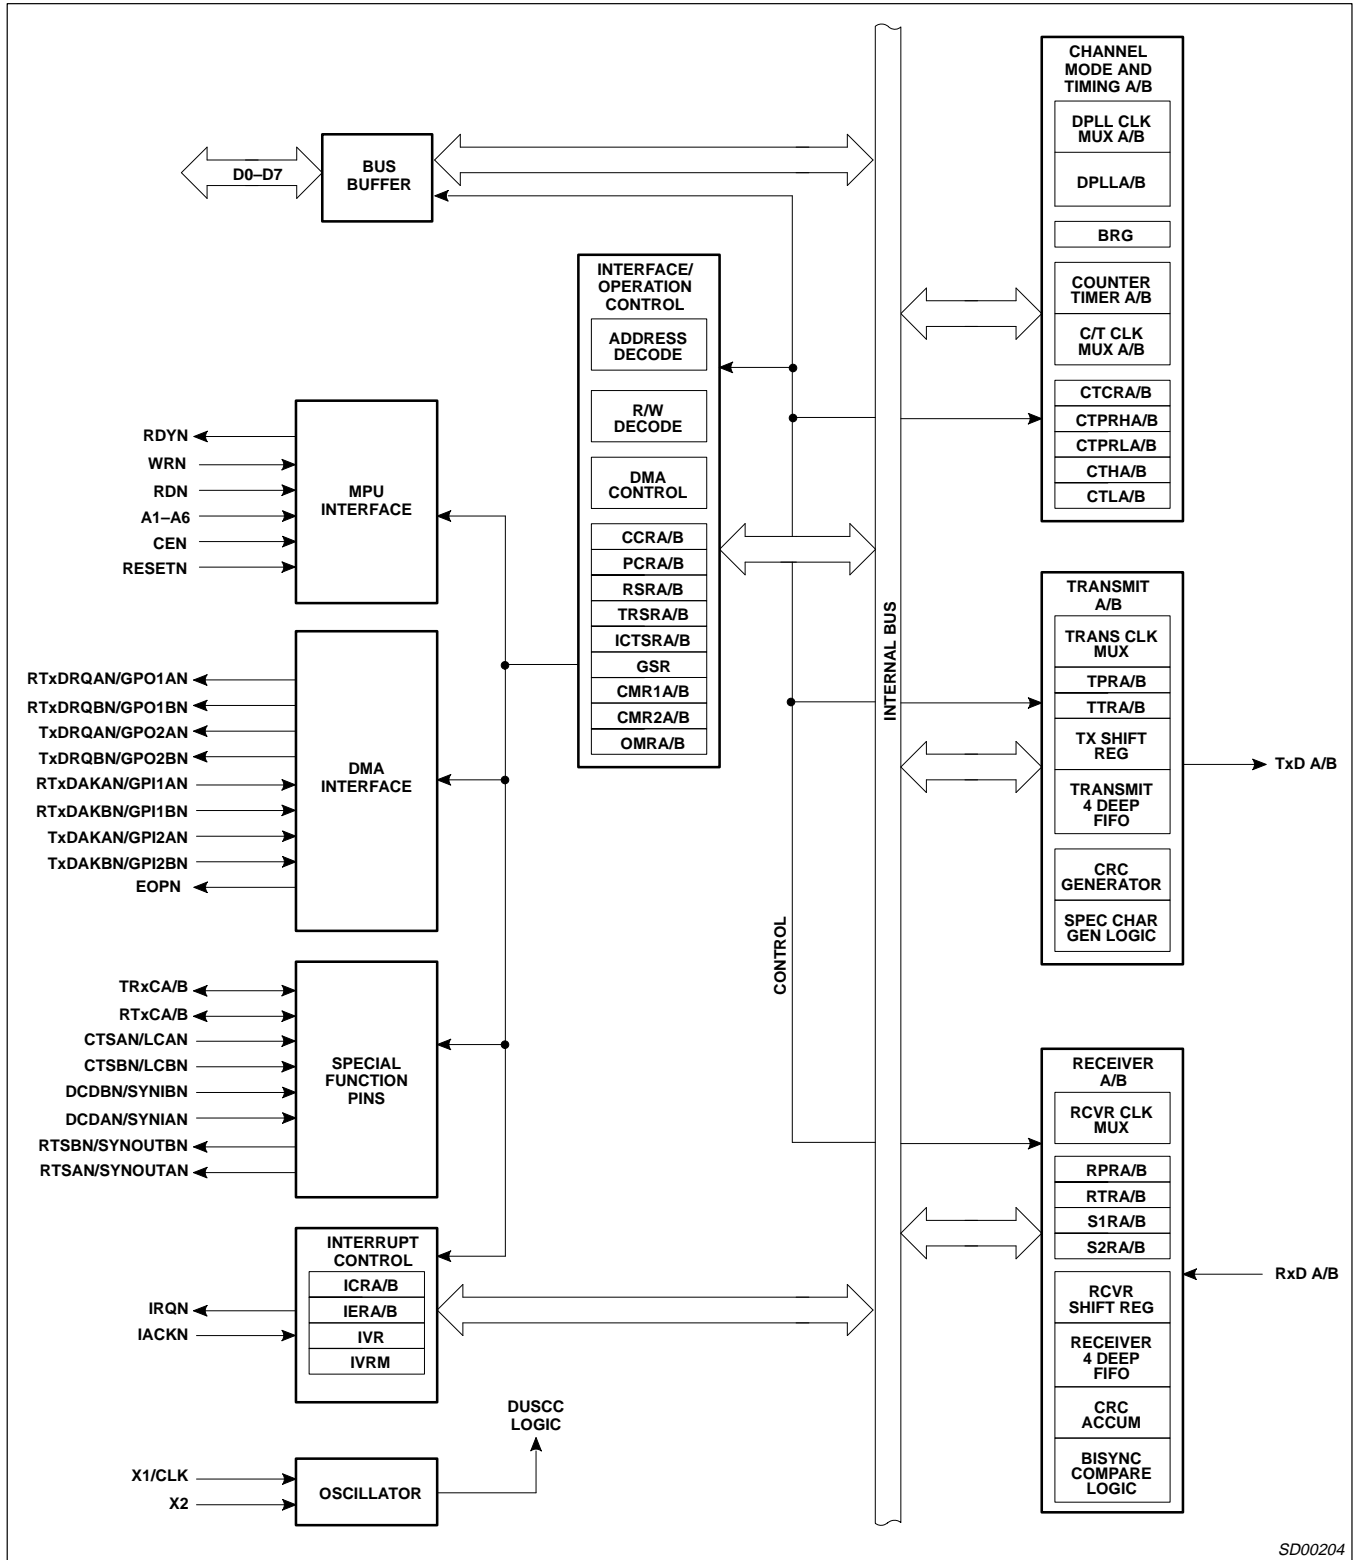 D0–D7
BUS
BUFFER
INTERFACE/
OPERATION
CONTROL
ADDRESS
DECODE
R/W
DECODE
DMA
CONTROL
CCRA/B
PCRA/B
RSRA/B
TRSRA/B
ICTSRA/B
GSR
CMR1A/B
CMR2A/B
OMRA/B
RDYN
WRN
RDN
A1–A6
CEN
RESETN
MPU
INTERFACE
RTxDRQAN/GPO1AN
RTxDRQBN/GPO1BN
TxDRQAN/GPO2AN
TxDRQBN/GPO2BN
RTxDAKAN/GPI1AN
RTxDAKBN/GPI1BN
TxDAKAN/GPI2AN
TxDAKBN/GPI2BN
EOPN
DMA
INTERFACE
TRxCA/B
RTxCA/B
CTSAN/LCAN
CTSBN/LCBN
DCDBN/SYNIBN
DCDAN/SYNIAN
RTSBN/SYNOUTBN
RTSAN/SYNOUTAN
SPECIAL
FUNCTION
PINS
IRQN
IACKN
INTERRUPT
CONTROL
ICRA/B
IERA/B
IVR
IVRM
X1/CLK
X2
OSCILLATOR
DUSCC
LOGIC
CONTROL
INTERNAL BUS
CHANNEL
MODE AND
TIMING A/B
DPLL CLK
MUX A/B
DPLLA/B
BRG
COUNTER
TIMER A/B
C/T CLK
MUX A/B
CTCRA/B
CTPRHA/B
CTPRLA/B
CTHA/B
CTLA/B
TRANSMIT
A/B
TRANS CLK
MUX
TPRA/B
TTRA/B
TX SHIFT
REG
TRANSMIT
4 DEEP
FIFO
CRC
GENERATOR
SPEC CHAR
GEN LOGIC
TxD A/B
RECEIVER
A/B
RCVR CLK
MUX
RPRA/B
RTRA/B
S1RA/B
S2RA/B
RCVR
SHIFT REG
RECEIVER
4 DEEP
FIFO
CRC
ACCUM
BISYNC
COMPARE
LOGIC
RxD A/B
SD00204